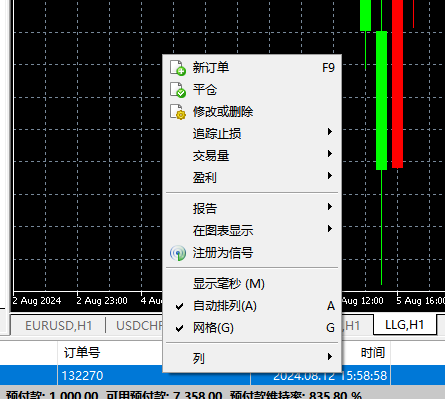 新订单 F9
平仓
修改或删除
追踪止损
交易量
盈利
报告
在图表显示
注册为信号
显示毫秒 (M)
自动排列(A) A
网格(G) G
列
2 Aug 2024 2 Aug 23:00 4 Aug 12:00 5 Aug 16:00
EURUSD,H1 USDCHF H1 LLG,H1
订单号 时间
132270 2024.08.12 15:58:58
预付款: 1 000.00 可用预付款: 7 358.00 预付款维持率: 835.80 %